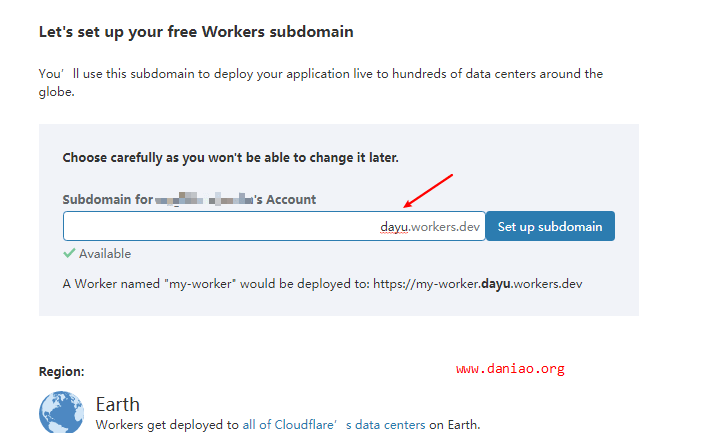 Let's set up your free Workers subdomain
You’ll use this subdomain to deploy your application live to hundreds of data centers around the
globe.
Choose carefully as you won't be able to change it later.
Subdomain for 's Account
dayu.workers.dev
Set up subdomain
Available
A Worker named "my-worker" would be deployed to: https://my-worker.dayu.workers.dev
Region:
www.daniao.org
Earth
Workers get deployed to all of Cloudflare’s data centers on Earth.